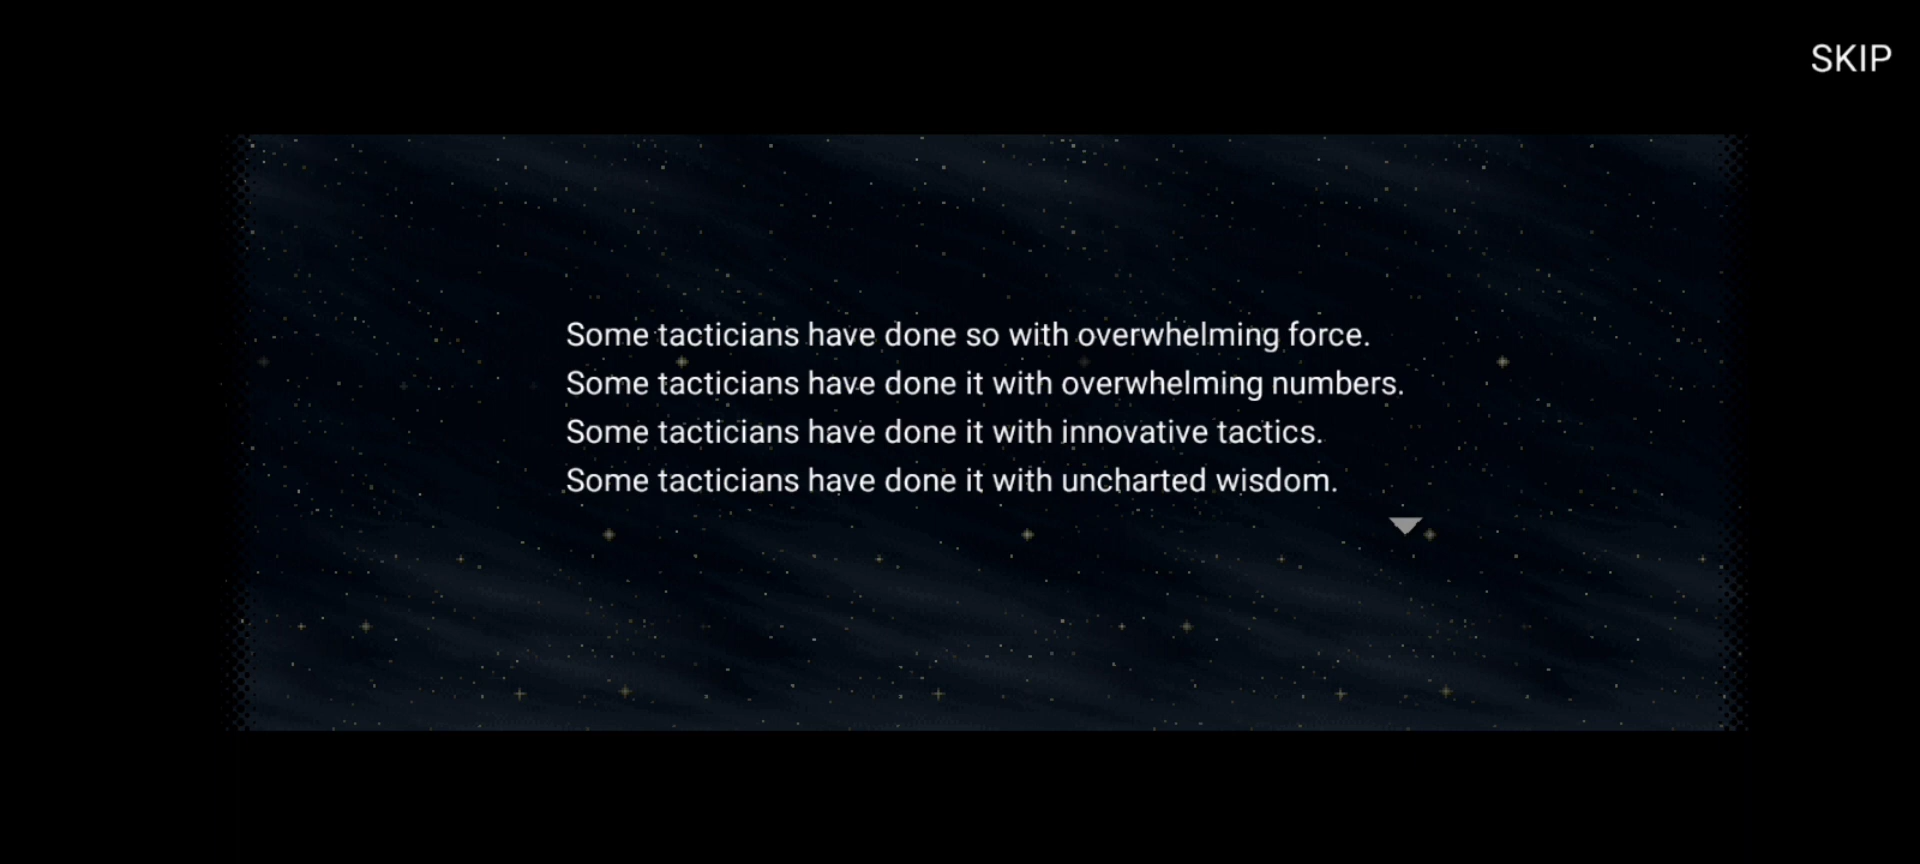 SKIP
Some tacticians have done so with overwhelming force.
Some tacticians have done it with overwhelming numbers.
Some tacticians have done it with innovative tactics.
Some tacticians have done it with uncharted wisdom.